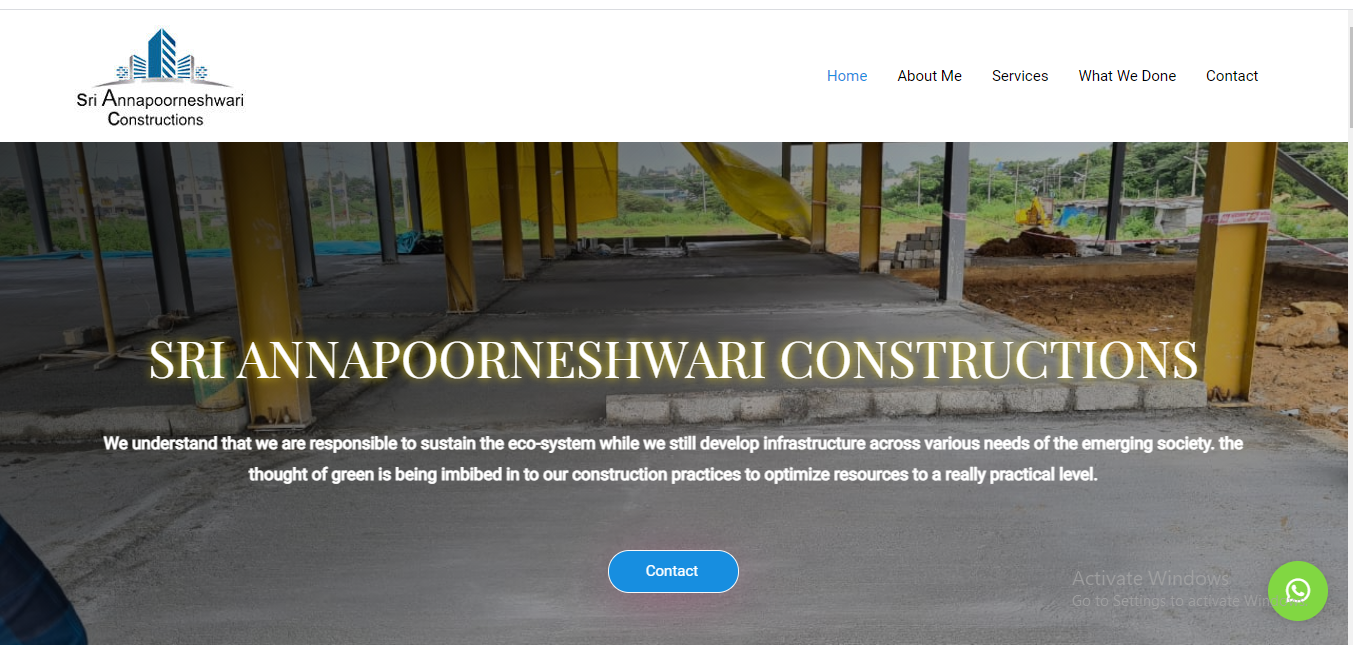 Sri Annapoorneshwari
Constructions
Home About Me Services What We Done Contact
SRI ANNAPOORNESHWARI CONSTRUCTIONS
We understand that we are responsible to sustain the eco-system while we still develop infrastructure across various needs of the emerging society. the
thought of green is being imbibed in to our construction practices to optimize resources to a really practical level.
Contact
Activate Windows
Go to Settings to activate Win